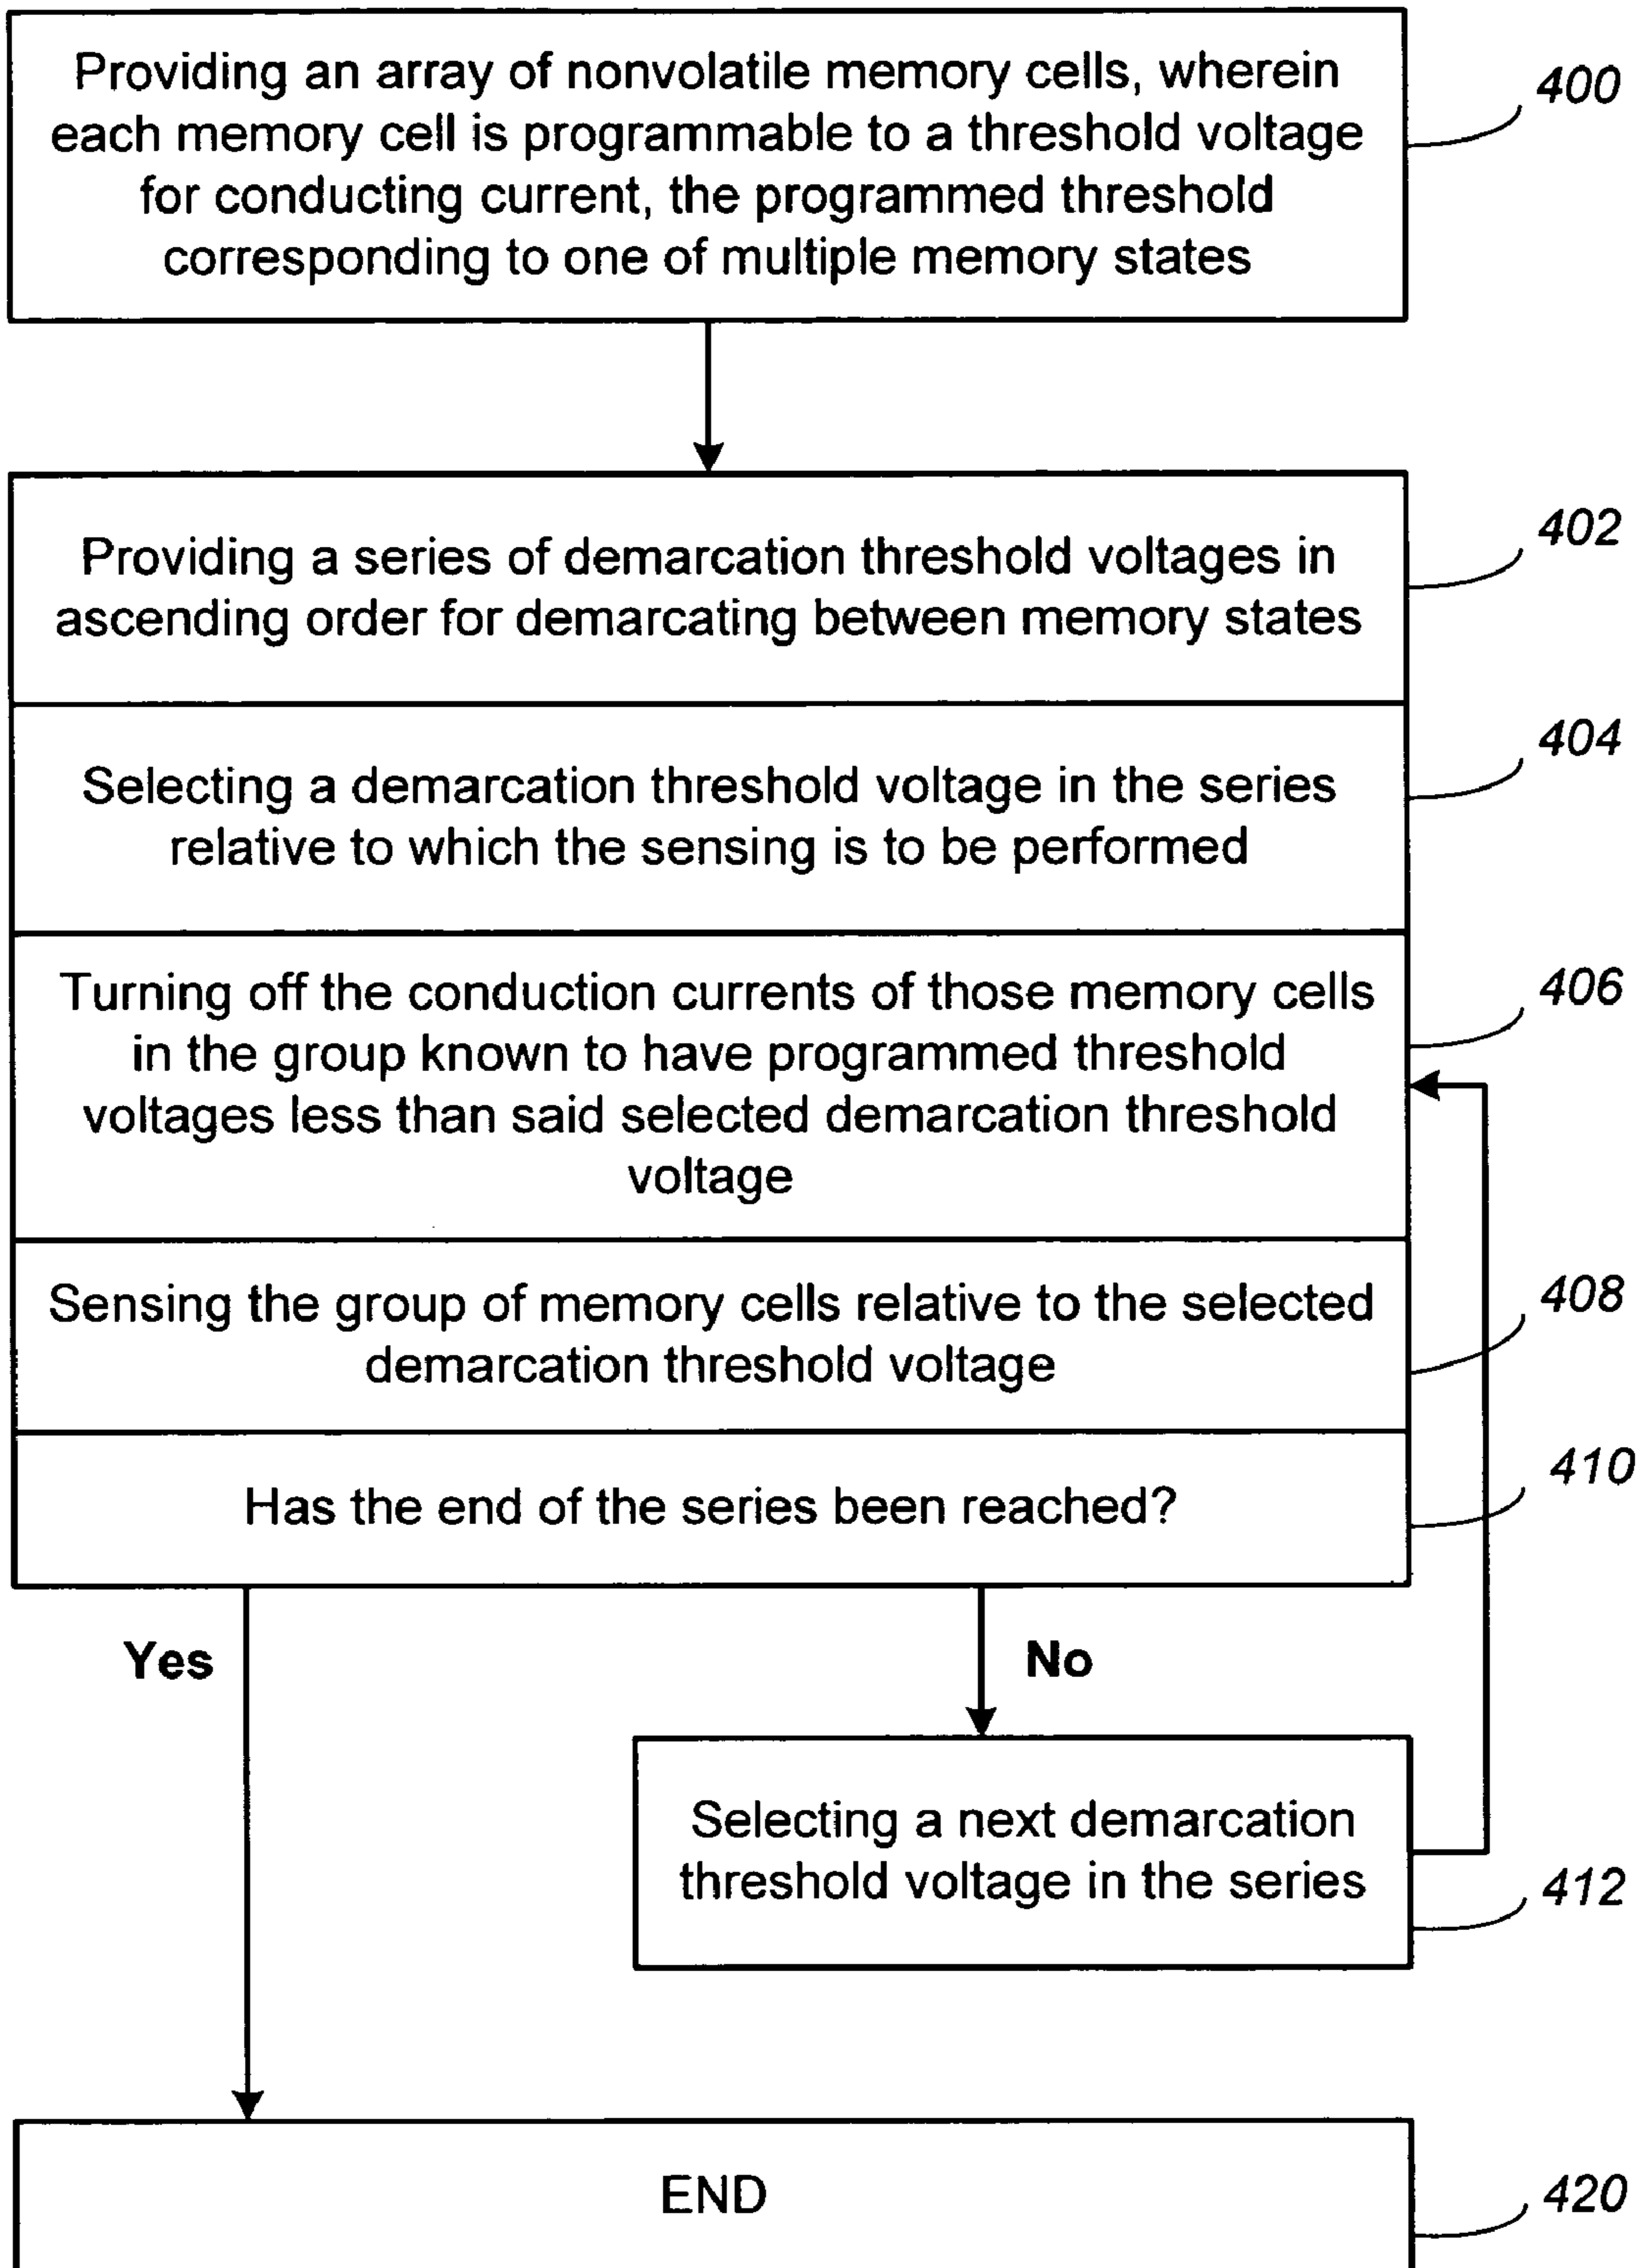 Providing an array of nonvolatile memory cells, wherein
each memory cell is programmable to a threshold voltage
for conducting current, the programmed threshold
corresponding to one of multiple memory states
400
Providing a series of demarcation threshold voltages in
ascending order for demarcating between memory states
402
Selecting a demarcation threshold voltage in the series
relative to which the sensing is to be performed
404
Turning off the conduction currents of those memory cells
in the group known to have programmed threshold
voltages less than said selected demarcation threshold
voltage
406
Sensing the group of memory cells relative to the selected
demarcation threshold voltage
408
Has the end of the series been reached?
410
Yes
No
Selecting a next demarcation
threshold voltage in the series
412
END
420